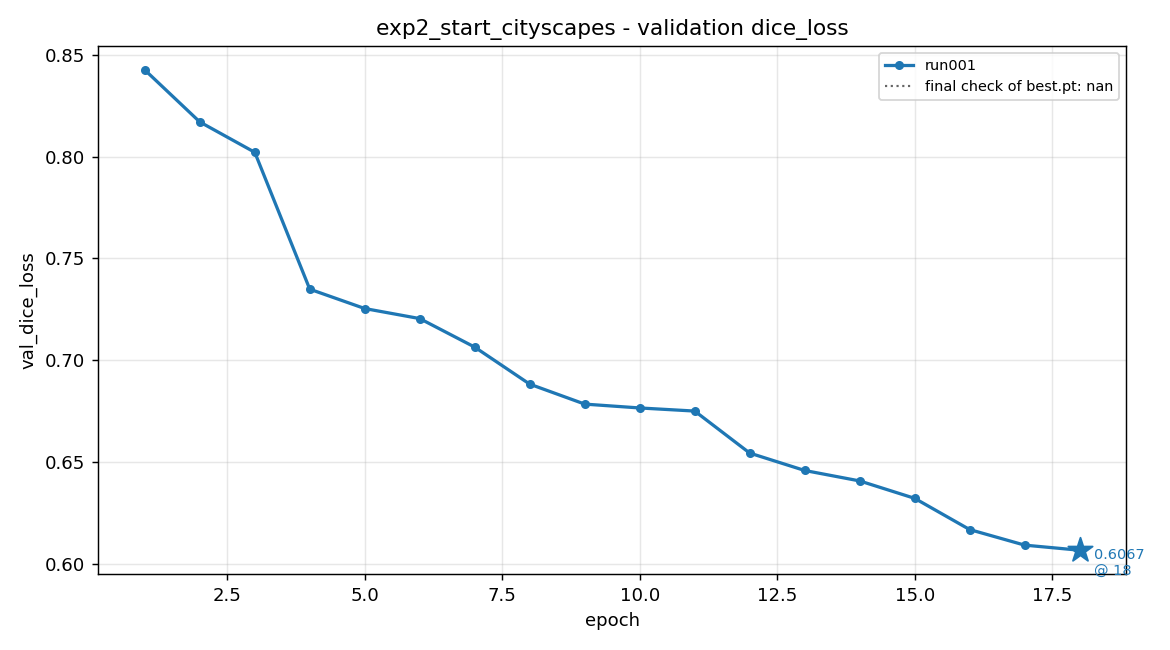 exp2_start_cityscapes - validation dice_loss
run001
final check of best.pt: nan
val_dice_loss
0.85
0.80
0.75
0.70
0.65
0.60
0.6067
@ 18
2.5 5.0 7.5 10.0 12.5 15.0 17.5
epoch